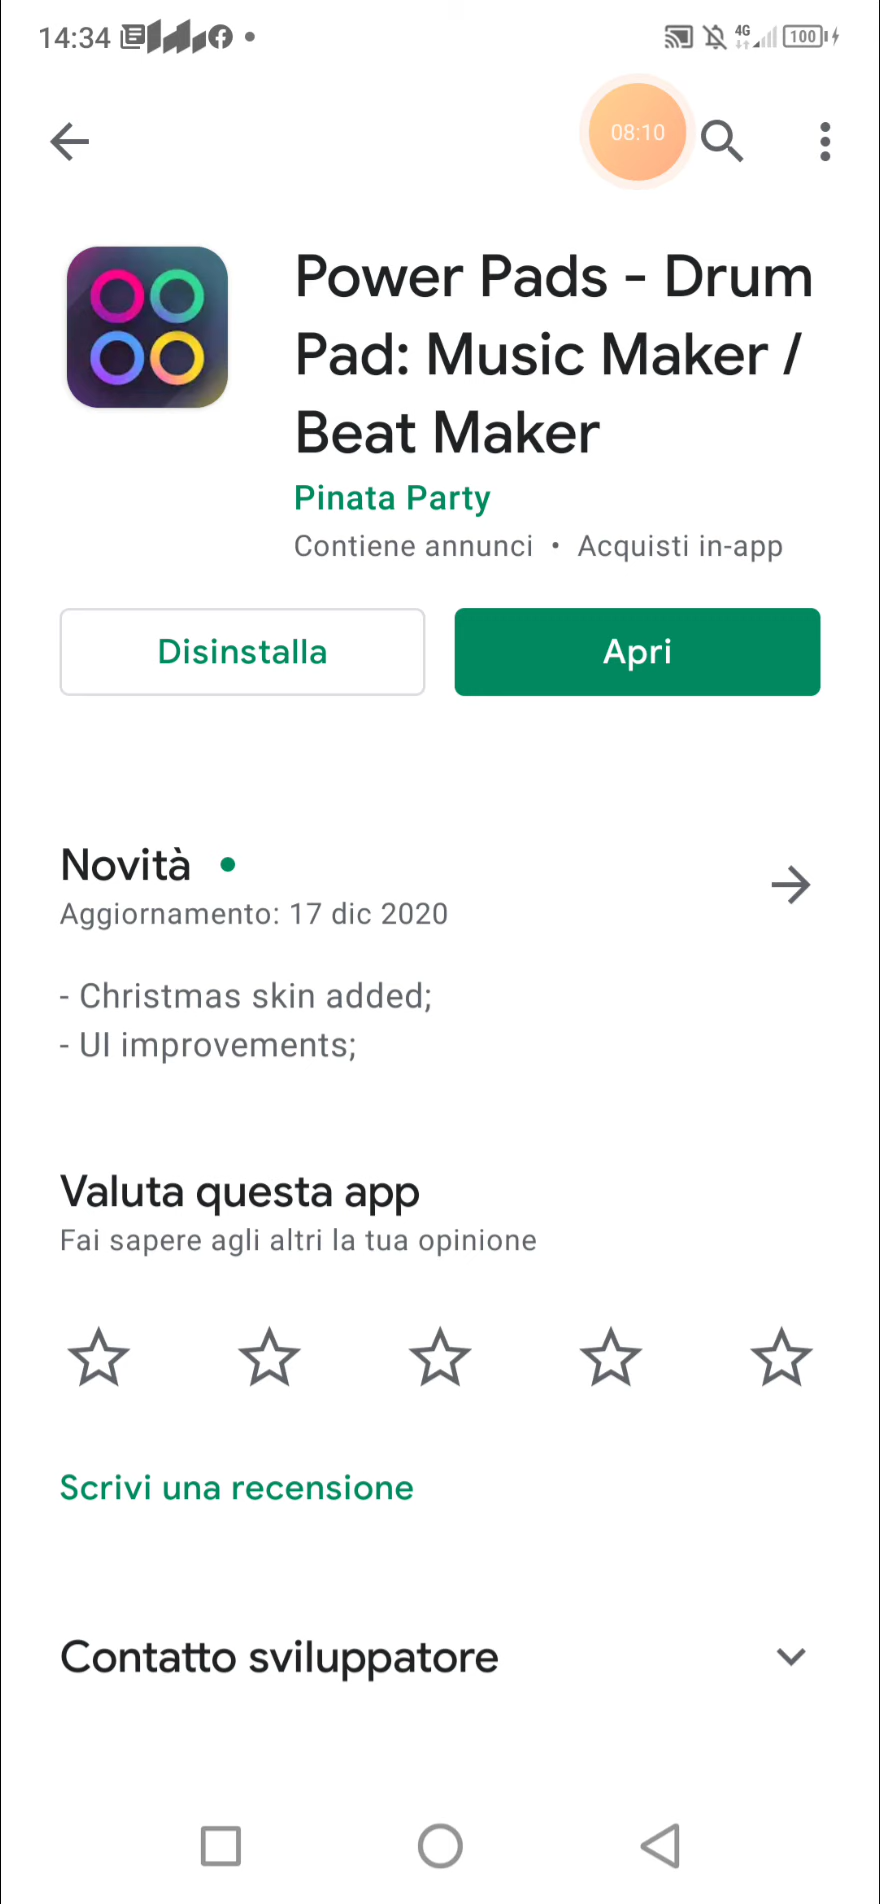 14:34
4G
100
08:10
Power Pads - Drum
Pad: Music Maker /
Beat Maker
Pinata Party
Contiene annunci • Acquisti in-app
Disinstalla
Apri
Novità •
Aggiornamento: 17 dic 2020
- Christmas skin added;
- UI improvements;
Valuta questa app
Fai sapere agli altri la tua opinione
Scrivi una recensione
Contatto sviluppatore